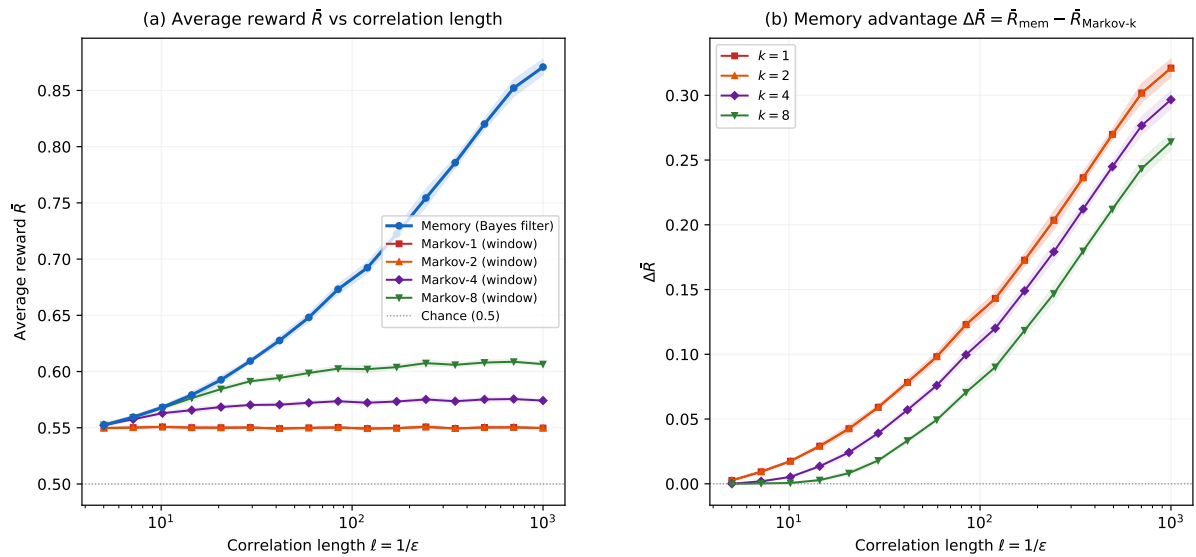 (a) Average reward R̄ vs correlation length
Average reward R̄
0.85
0.80
0.75
0.70
0.65
0.60
0.55
0.50
Memory (Bayes filter)
Markov-1 (window)
Markov-2 (window)
Markov-4 (window)
Markov-8 (window)
Chance (0.5)
10¹ 10² 10³
Correlation length ℓ = 1/ε
(b) Memory advantage ΔR̄ = R̄mem − R̄Markov-k
ΔR̄
0.30
0.25
0.20
0.15
0.10
0.05
0.00
k = 1
k = 2
k = 4
k = 8
10¹ 10² 10³
Correlation length ℓ = 1/ε